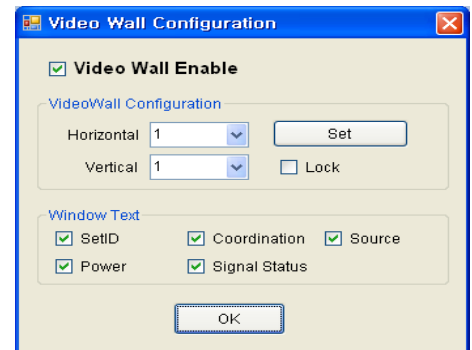 Video Wall Configuration
Video Wall Enable
VideoWall Configuration
Horizontal 1 Set
Vertical 1 Lock
Window Text
SetID Coordination Source
Power Signal Status
OK